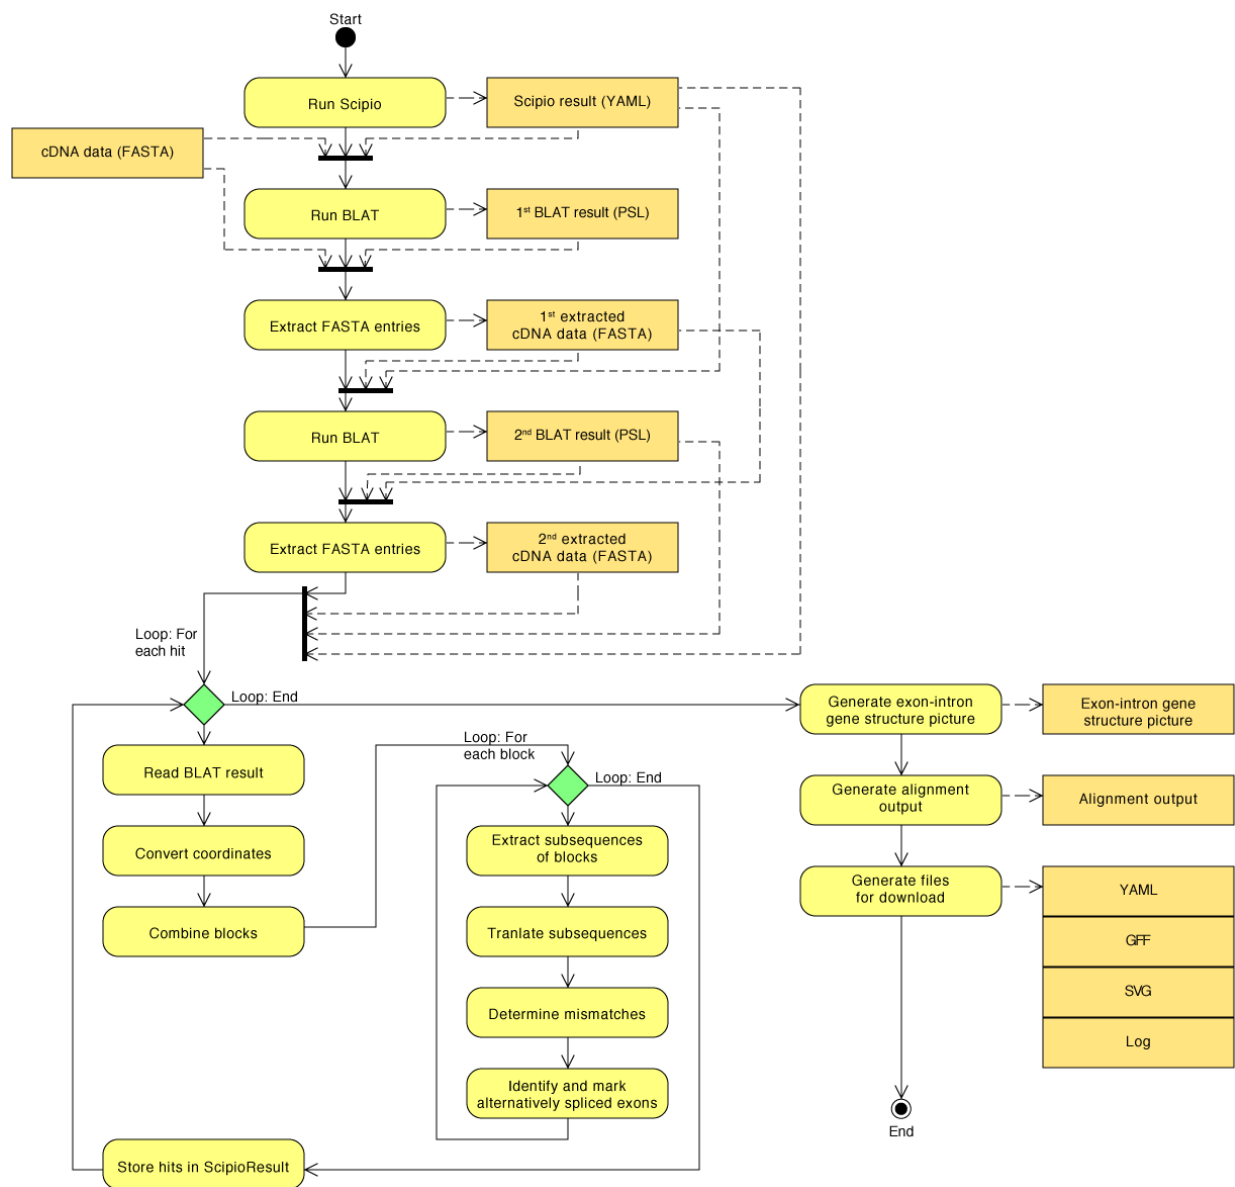 Start
Run Scipio
Scipio result (YAML)
cDNA data (FASTA)
Run BLAT
1st BLAT result (PSL)
Extract FASTA entries
1st extracted
cDNA data (FASTA)
Run BLAT
2nd BLAT result (PSL)
Extract FASTA entries
2nd extracted
cDNA data (FASTA)
Loop: For
each hit
Loop: End
Read BLAT result
Convert coordinates
Combine blocks
Loop: For
each block
Loop: End
Extract subsequences
of blocks
Tranlate subsequences
Determine mismatches
Identify and mark
alternatively spliced exons
Store hits in ScipioResult
Generate exon-intron
gene structure picture
Exon-intron gene
structure picture
Generate alignment
output
Alignment output
Generate files
for download
YAML
GFF
SVG
Log
End